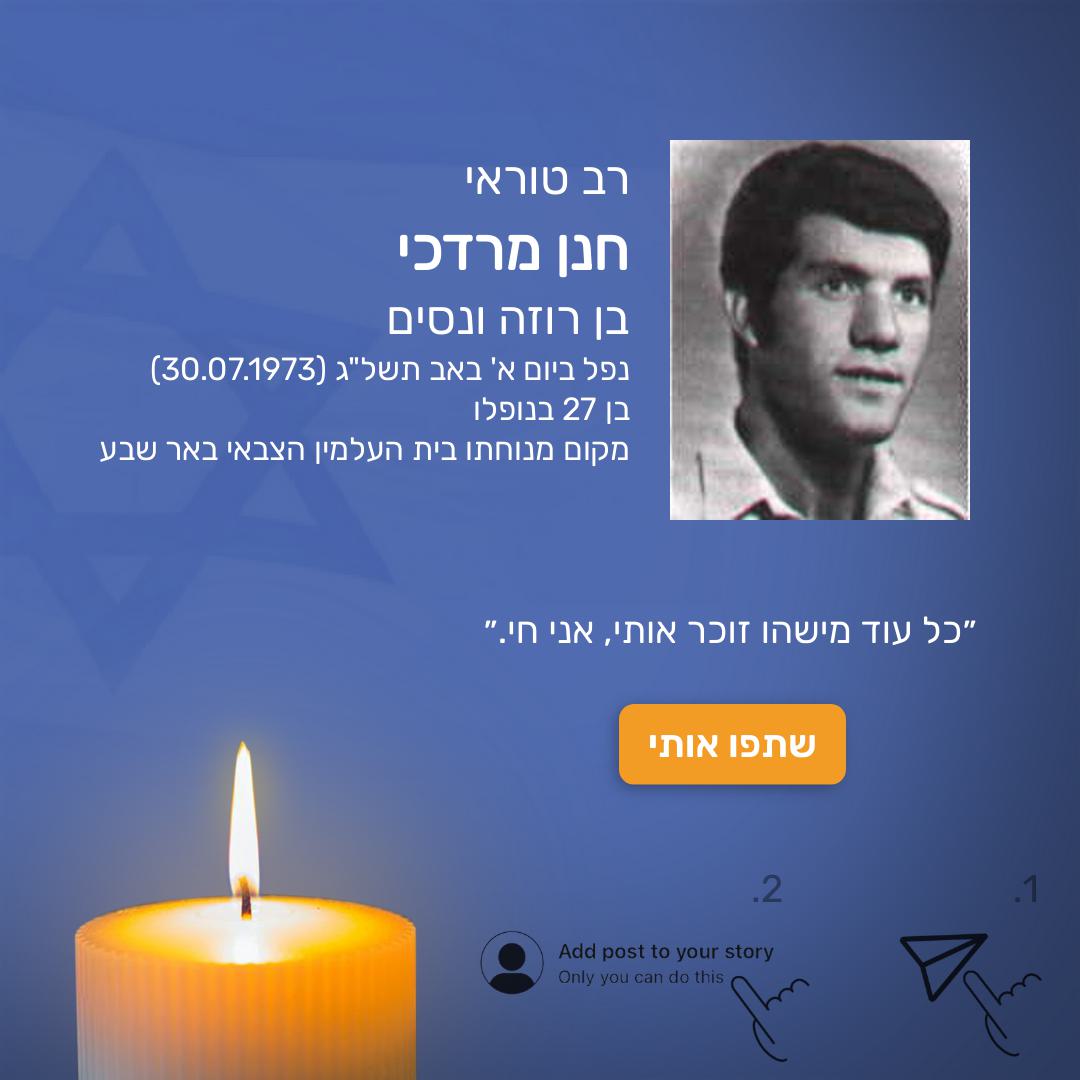 רב טוראי
חנן מרדכי
בן רוזה ונסים
נפל ביום א' באב תשל"ג (30.07.1973)
בן 27 בנופלו
מקום מנוחתו בית העלמין הצבאי באר שבע
״כל עוד מישהו זוכר אותי, אני חי.״
שתפו אותי
1.
2.
Add post to your story
Only you can do this